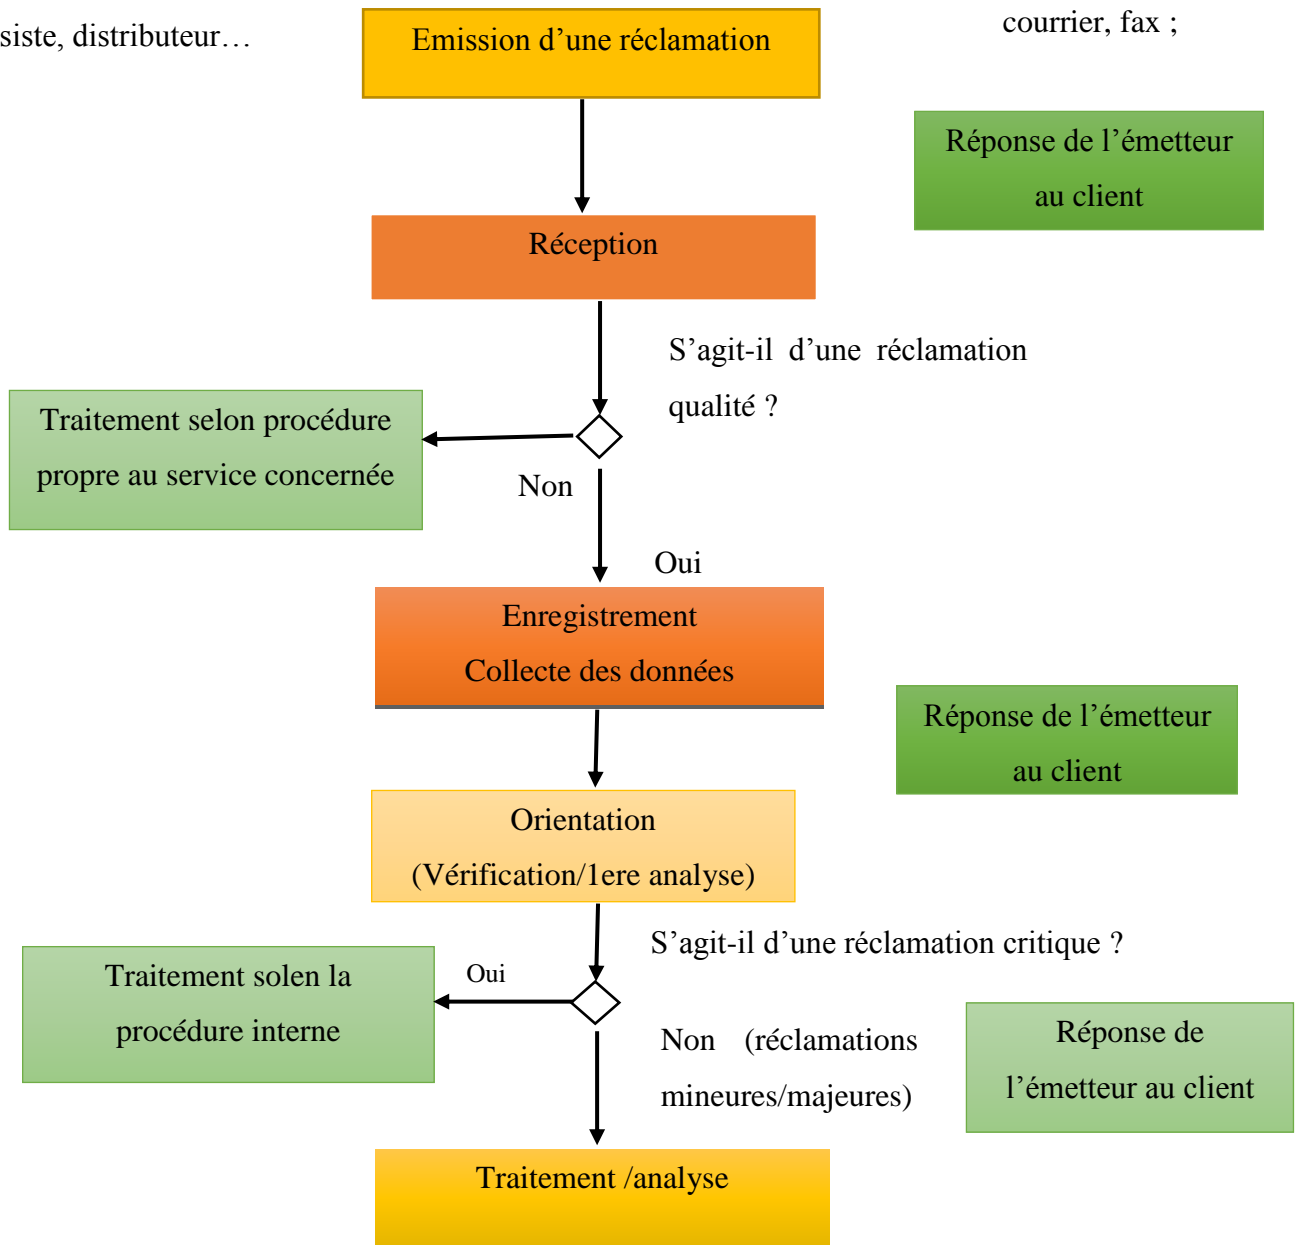 siste, distributeur…
Emission d’une réclamation
courrier, fax ;
Réponse de l’émetteur
au client
Réception
S’agit-il d’une réclamation
qualité ?
Traitement selon procédure
propre au service concernée
Non
Oui
Enregistrement
Collecte des données
Réponse de l’émetteur
au client
Orientation
(Vérification/1ere analyse)
S’agit-il d’une réclamation critique ?
Traitement solen la
procédure interne
Oui
Non (réclamations
mineures/majeures)
Réponse de
l’émetteur au client
Traitement /analyse